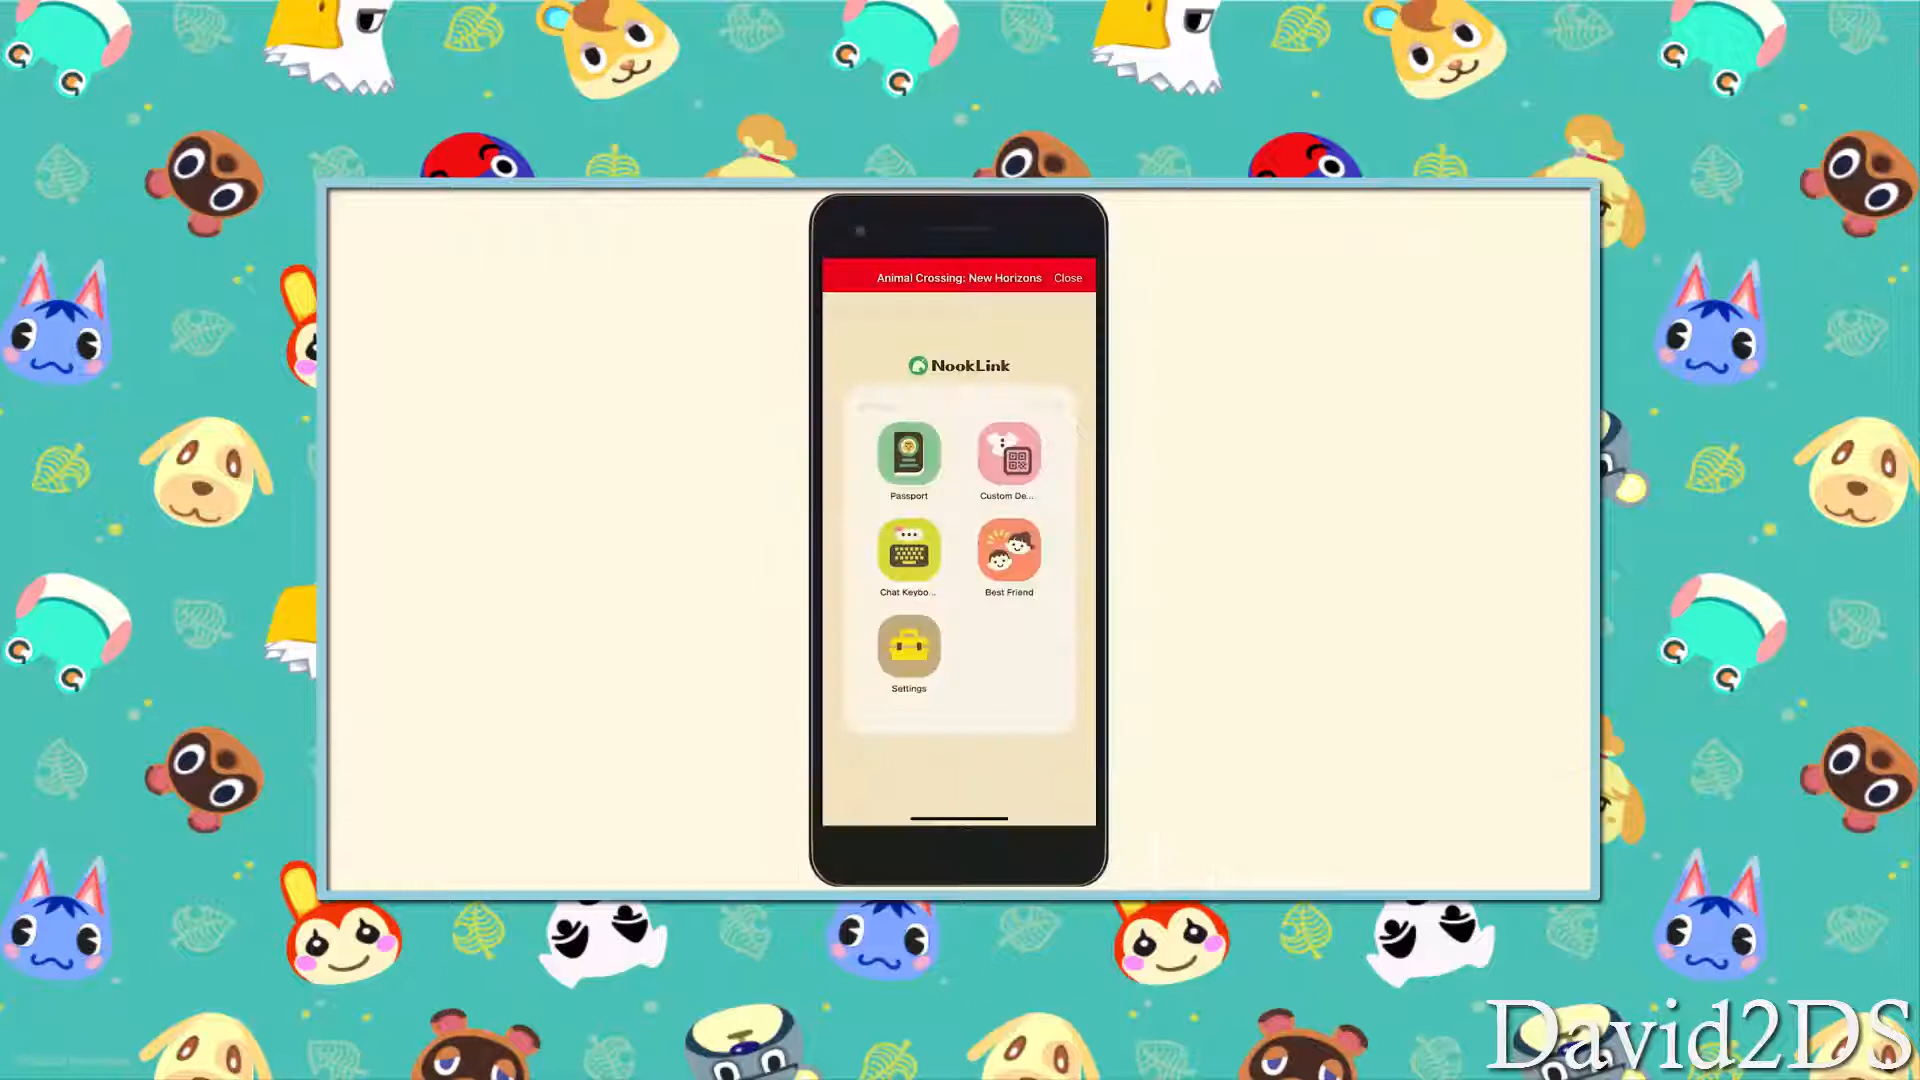 Animal Crossing: New Horizons Close
NookLink
Passport Custom De...
Chat Keybo... Best Friend
Settings
David2DS